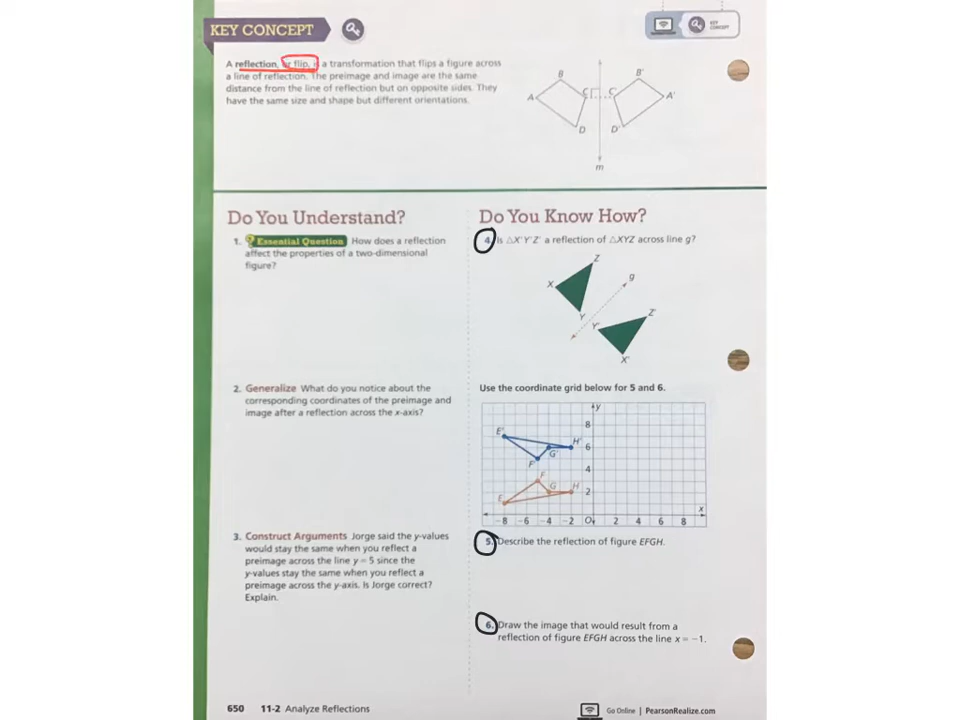 KEY CONCEPT
KEY
CONCEPT
A reflection, or flip, is a transformation that flips a figure across
a line of reflection. The preimage and image are the same
distance from the line of reflection but on opposite sides. They
have the same size and shape but different orientations.
B B'
A C C' A'
D D'
m
Do You Understand?
1. ? Essential Question How does a reflection
affect the properties of a two-dimensional
figure?
2. Generalize What do you notice about the
corresponding coordinates of the preimage and
image after a reflection across the x-axis?
3. Construct Arguments Jorge said the y-values
would stay the same when you reflect a
preimage across the line y = 5 since the
y-values stay the same when you reflect a
preimage across the y-axis. Is Jorge correct?
Explain.
Do You Know How?
4. Is △X'Y'Z' a reflection of △XYZ across line g?
Z
X g
Y Z'
Y'
X'
Use the coordinate grid below for 5 and 6.
y
8
E' H' 6
G'
F'
4
F
G H 2
E
x
-8 -6 -4 -2 O 2 4 6 8
5. Describe the reflection of figure EFGH.
6. Draw the image that would result from a
reflection of figure EFGH across the line x = -1.
650 11-2 Analyze Reflections
Go Online | PearsonRealize.com